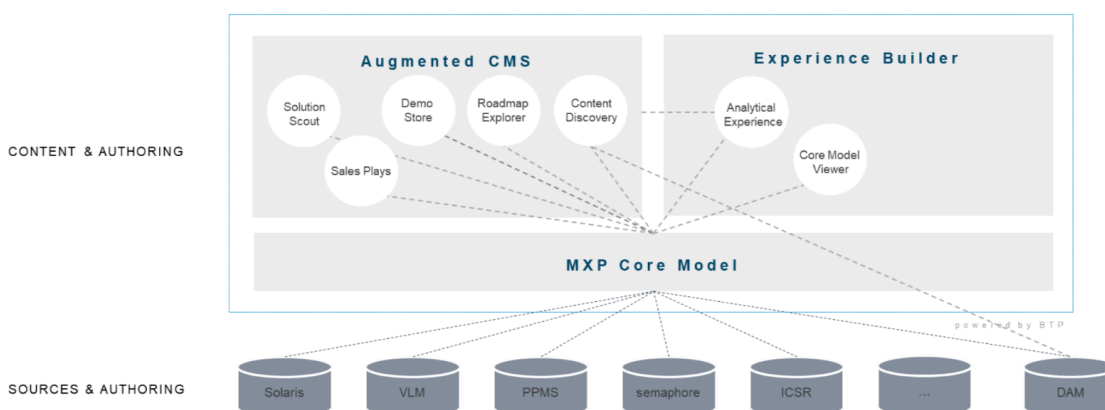 Augmented CMS
Experience Builder
Solution
Scout
Demo
Store
Roadmap
Explorer
Content
Discovery
Analytical
Experience
CONTENT & AUTHORING
Sales Plays
Core Model
Viewer
MXP Core Model
powered by BTP
SOURCES & AUTHORING
Solaris
VLM
PPMS
semaphore
ICSR
...
DAM